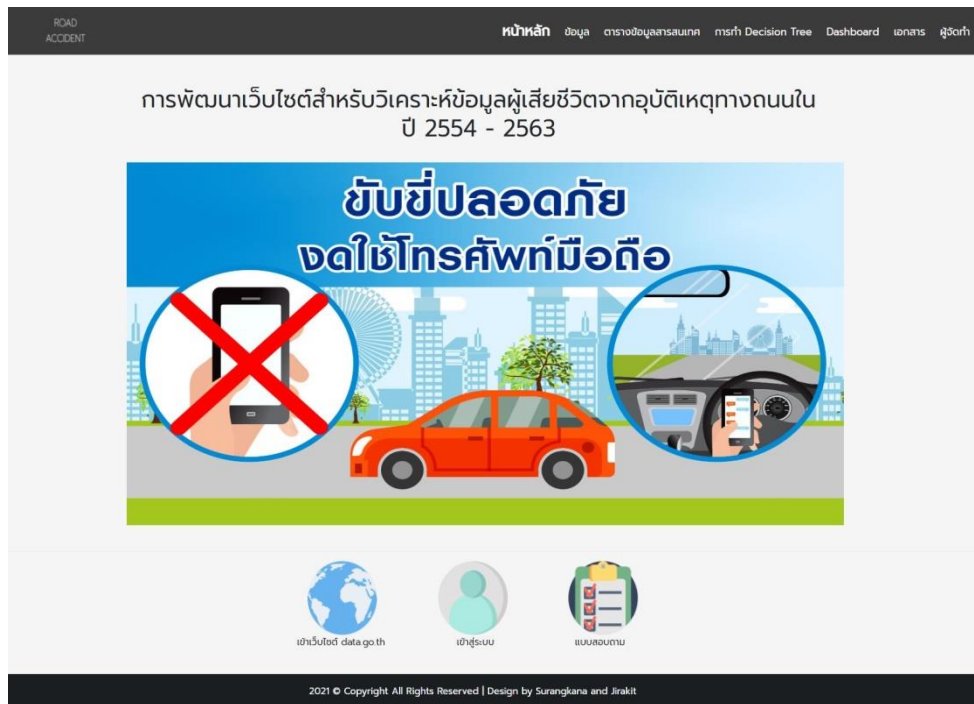 ROAD
ACCIDENT
หน้าหลัก ข้อมูล ตารางข้อมูลสารสนเทศ การทำ Decision Tree Dashboard เอกสาร ผู้จัดทำ
การพัฒนาเว็บไซต์สำหรับวิเคราะห์ข้อมูลผู้เสียชีวิตจากอุบัติเหตุทางถนนใน
ปี 2554 - 2563
ขับขี่ปลอดภัย
งดใช้โทรศัพท์มือถือ
เข้าเว็บไซต์ data.go.th
เข้าสู่ระบบ
แบบสอบถาม
2021 © Copyright All Rights Reserved | Design by Surangkana and Jirakit